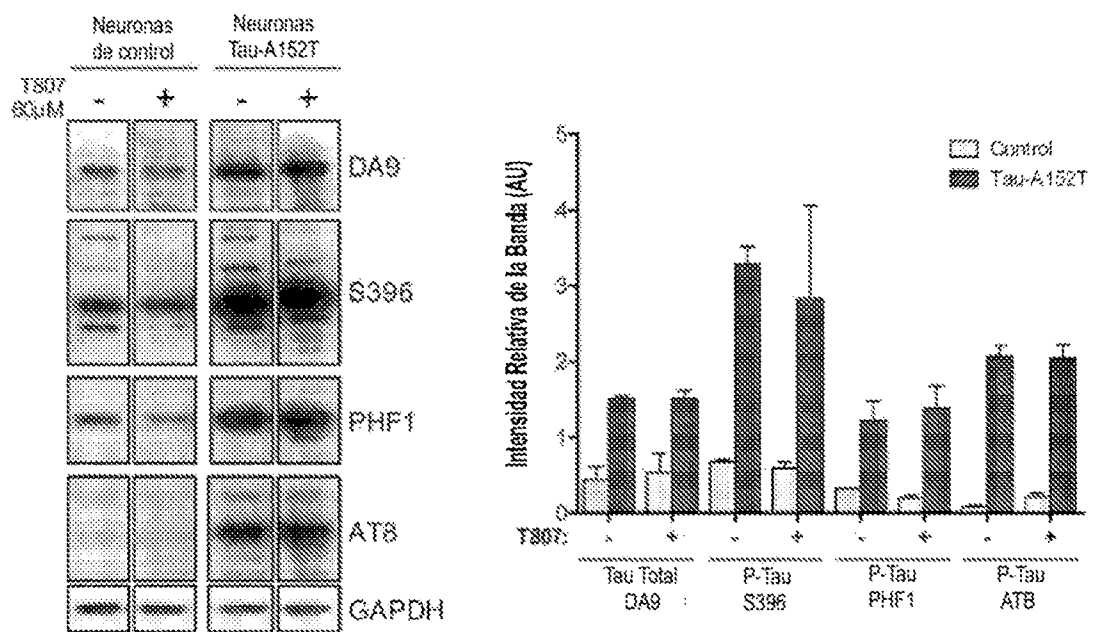 Neuronas
de control
Neuronas
Tau-A152T
T807
60µM
-
+
-
+
DA9
S396
PHF1
AT8
GAPDH
Intensidad Relativa de la Banda (AU)
5
4
3
2
1
0
Control
Tau-A152T
T807:
Tau Total
DA9
P-Tau
S396
P-Tau
PHF1
P-Tau
AT8